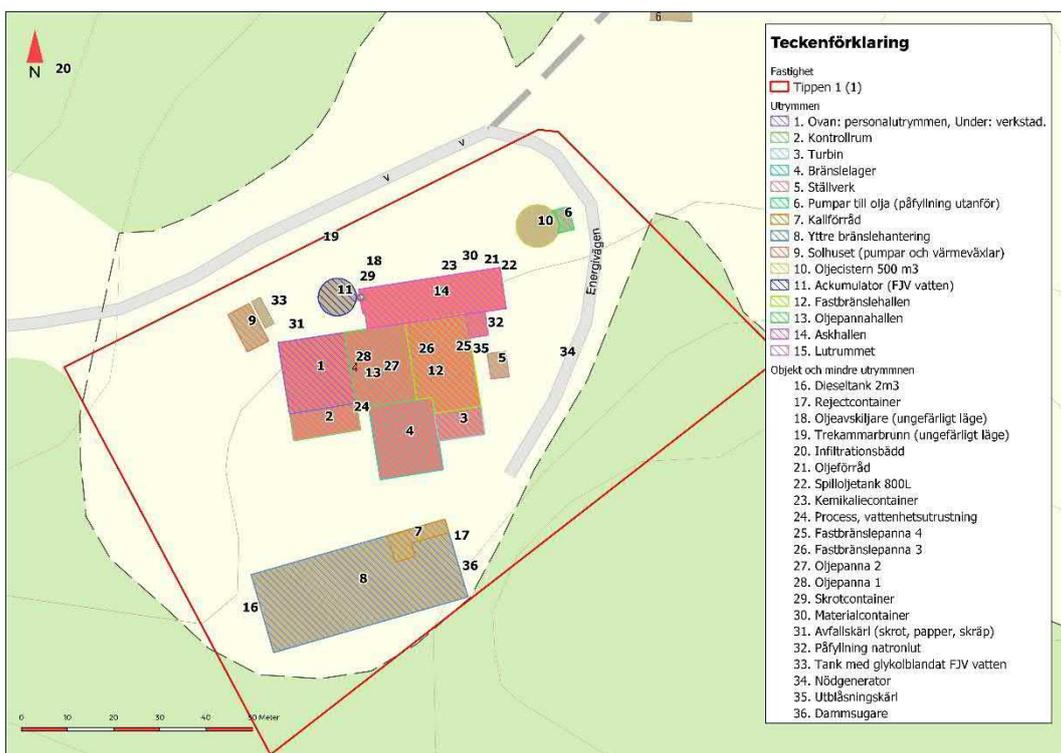 N
20
6
v
v
19
18
29
11
14
23
30
21
22
10
6
Energivägen
33
9
31
1
28
4
13
27
26
12
25
35
32
5
34
2
24
4
3
7
17
8
36
16
0 10 20 30 40 50 Meter
Teckenförklaring
Fastighet
Tippen 1 (1)
Utrymmen
1. Ovan: personalutrymmen, Under: verkstad.
2. Kontrollrum
3. Turbin
4. Bränslelager
5. Ställverk
6. Pumpar till olja (påfyllning utanför)
7. Kallförråd
8. Yttre bränslehantering
9. Solhuset (pumpar och värmeväxlar)
10. Oljecistern 500 m3
11. Ackumulator (FJV vatten)
12. Fastbränslehallen
13. Oljepannahallen
14. Askhallen
15. Lutrummet
Objekt och mindre utrymmnen
16. Dieseltank 2m3
17. Rejectcontainer
18. Oljeavskiljare (ungefärligt läge)
19. Trekammarbrunn (ungefärligt läge)
20. Infiltrationsbädd
21. Oljeförråd
22. Spilloljetank 800L
23. Kemikaliecontainer
24. Process, vattenhetsutrustning
25. Fastbränslepanna 4
26. Fastbränslepanna 3
27. Oljepanna 2
28. Oljepanna 1
29. Skrotcontainer
30. Materialcontainer
31. Avfallskärl (skrot, papper, skräp)
32. Påfyllning natronlut
33. Tank med glykolblandat FJV vatten
34. Nödgenerator
35. Utblåsningskärl
36. Dammsugare